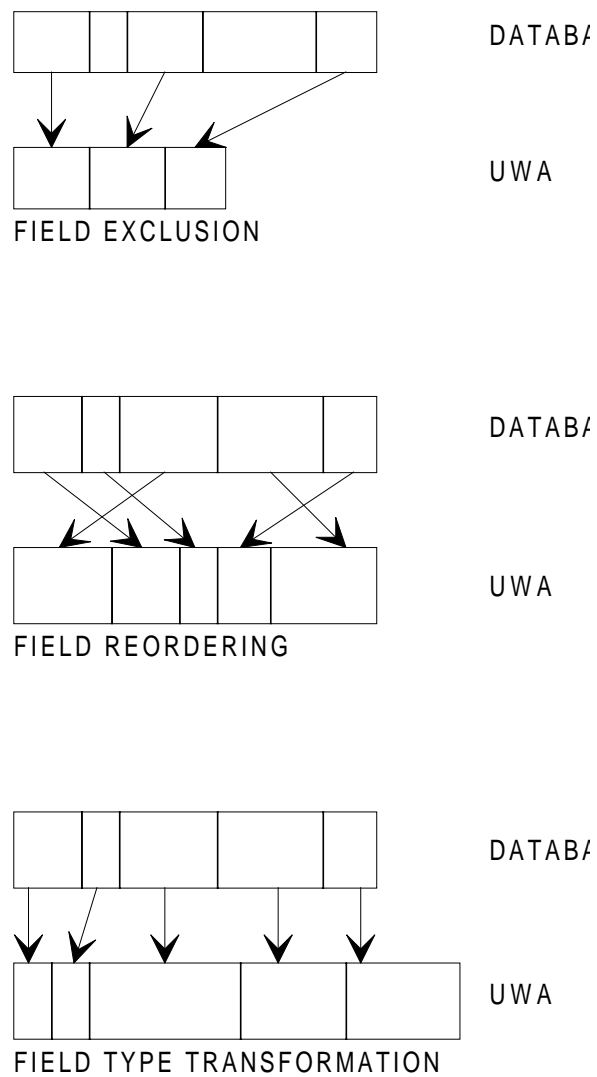 DATABA
UWA
FIELD EXCLUSION
DATABA
UWA
FIELD REORDERING
DATABA
UWA
FIELD TYPE TRANSFORMATION